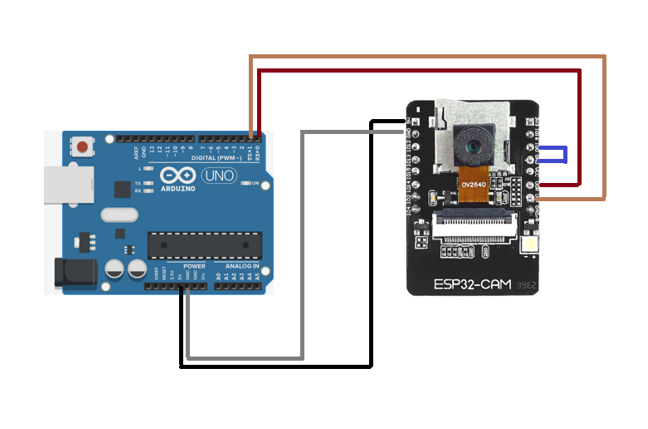 AREF
GND
13
12
~11
~10
~9
8
7
~6
~5
4
~3
2
TX→1
RX←0
DIGITAL (PWM~)
L
TX
RX
UNO
ON
ARDUINO
POWER
ANALOG IN
IOREF
RESET
3.3V
5V
GND
GND
Vin
A0
A1
A2
A3
A4
A5
OV2640
ESP32-CAM